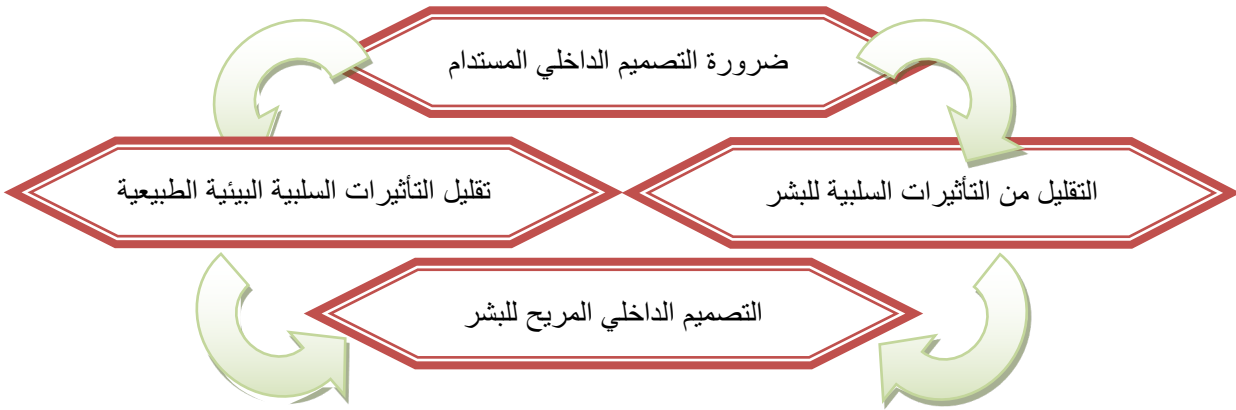 ضرورة التصميم الداخلي المستدام
التقليل من التأثيرات السلبية للبشر
تقليل التأثيرات السلبية البيئية الطبيعية
التصميم الداخلي المريح للبشر